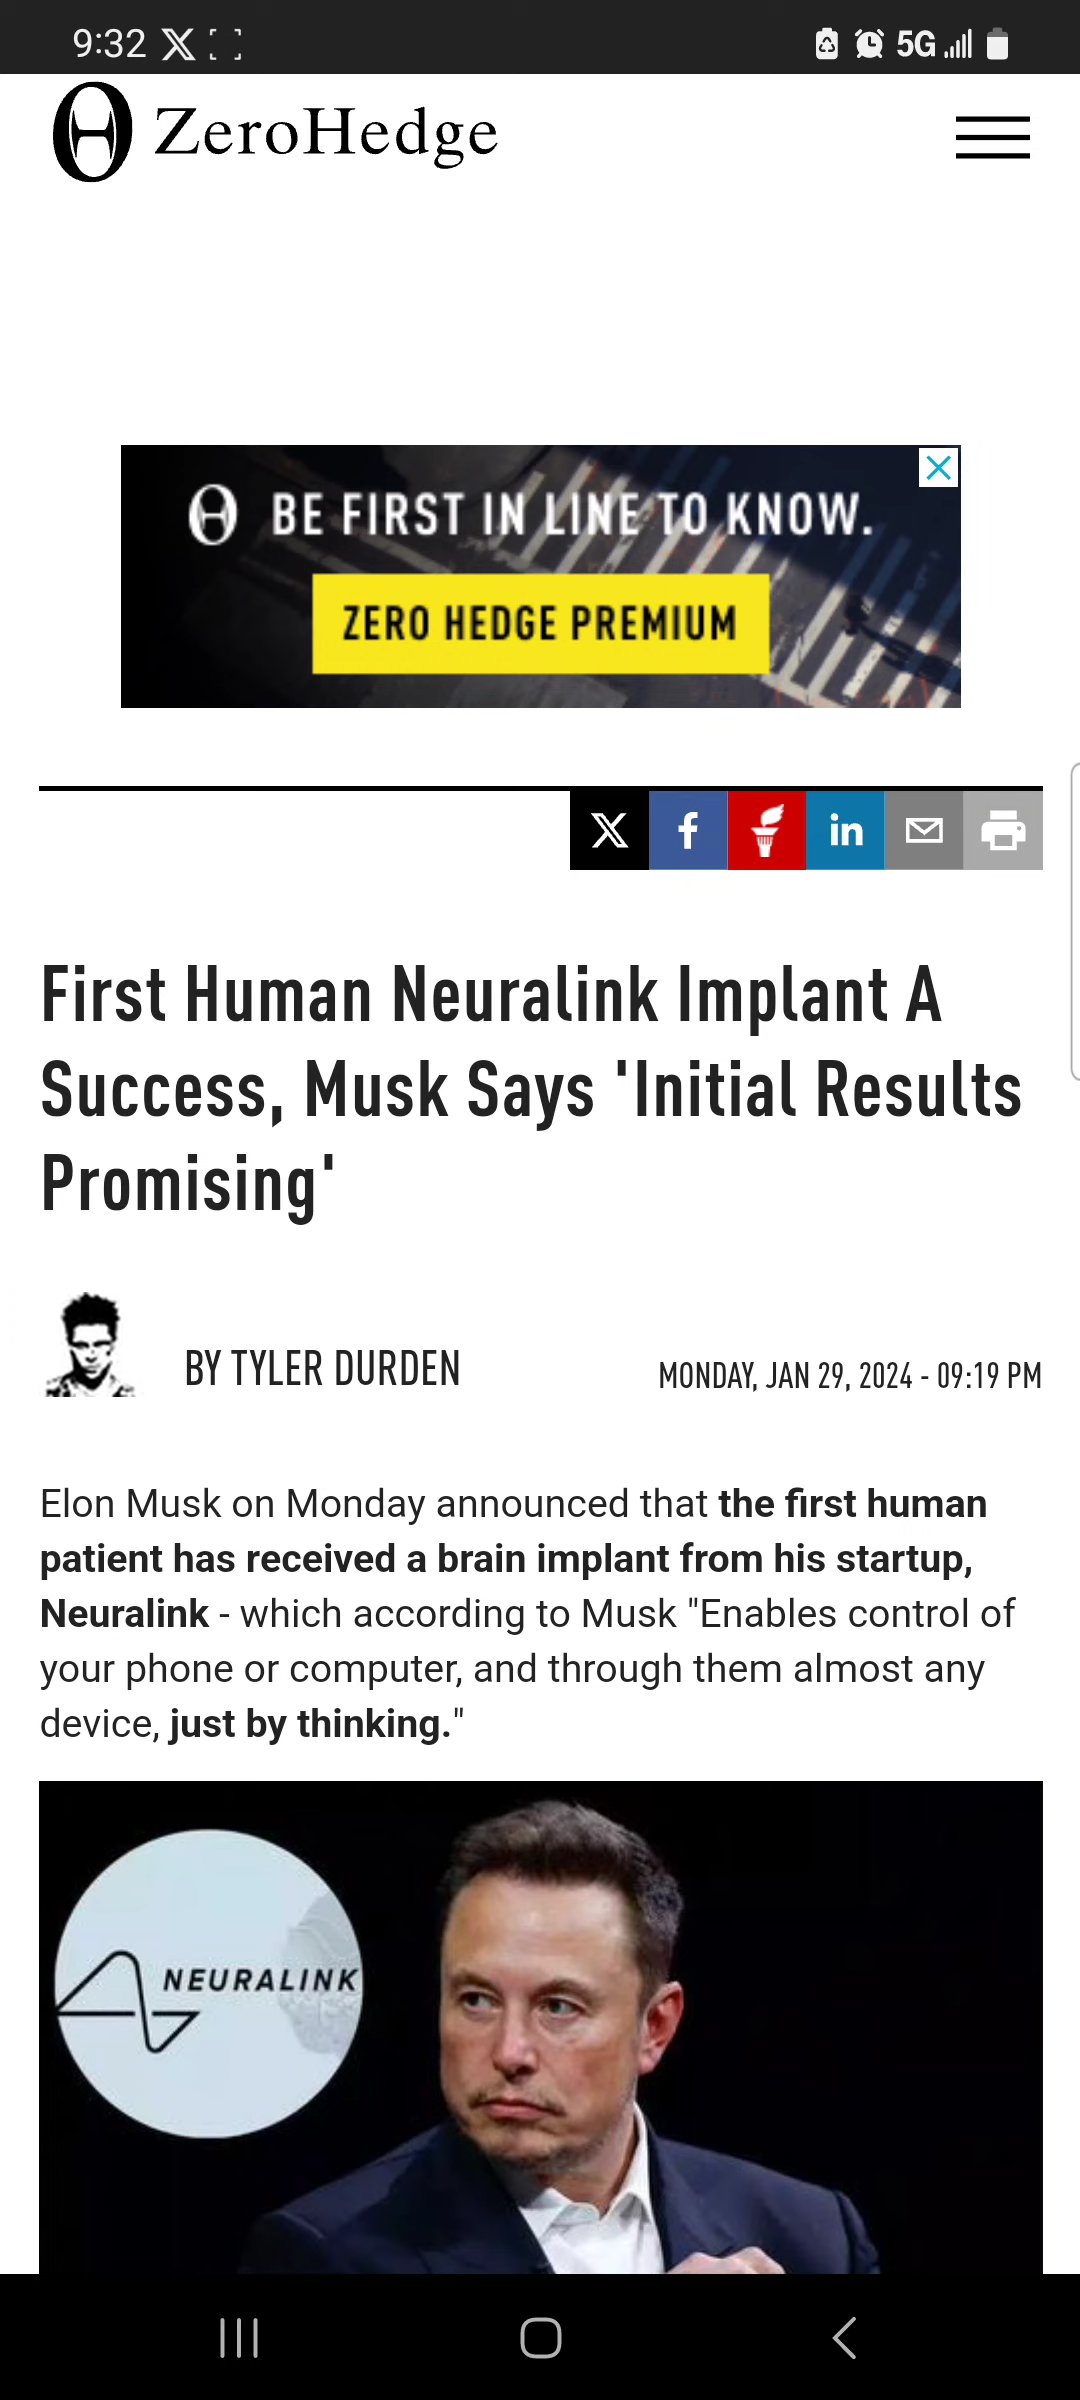 9:32
5G
ZeroHedge
BE FIRST IN LINE TO KNOW.
ZERO HEDGE PREMIUM
First Human Neuralink Implant A
Success, Musk Says 'Initial Results
Promising'
BY TYLER DURDEN
MONDAY, JAN 29, 2024 - 09:19 PM
Elon Musk on Monday announced that the first human
patient has received a brain implant from his startup,
Neuralink - which according to Musk "Enables control of
your phone or computer, and through them almost any
device, just by thinking."
NEURALINK